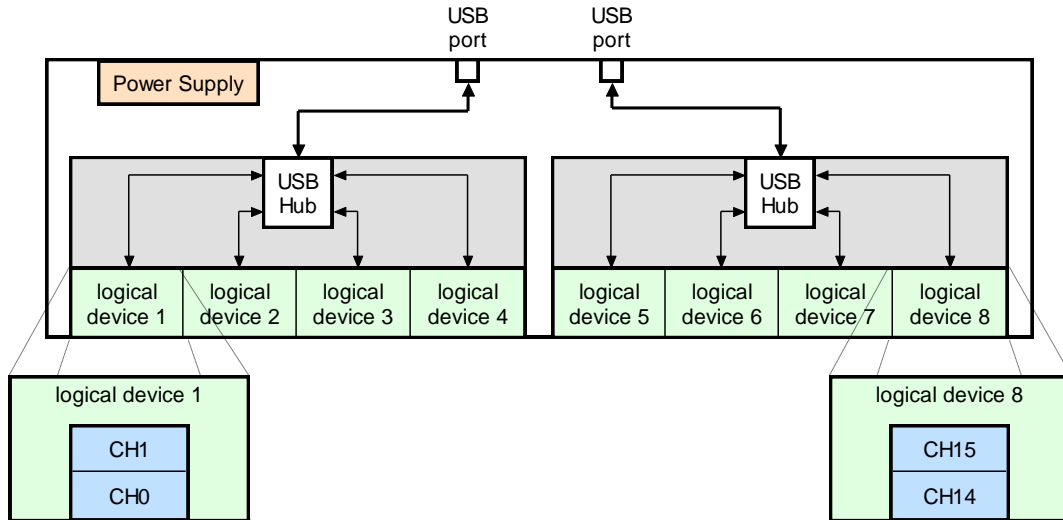 USB
port
USB
port
Power Supply
USB
Hub
USB
Hub
logical
device 1
logical
device 2
logical
device 3
logical
device 4
logical
device 5
logical
device 6
logical
device 7
logical
device 8
logical device 1
CH1
CH0
logical device 8
CH15
CH14